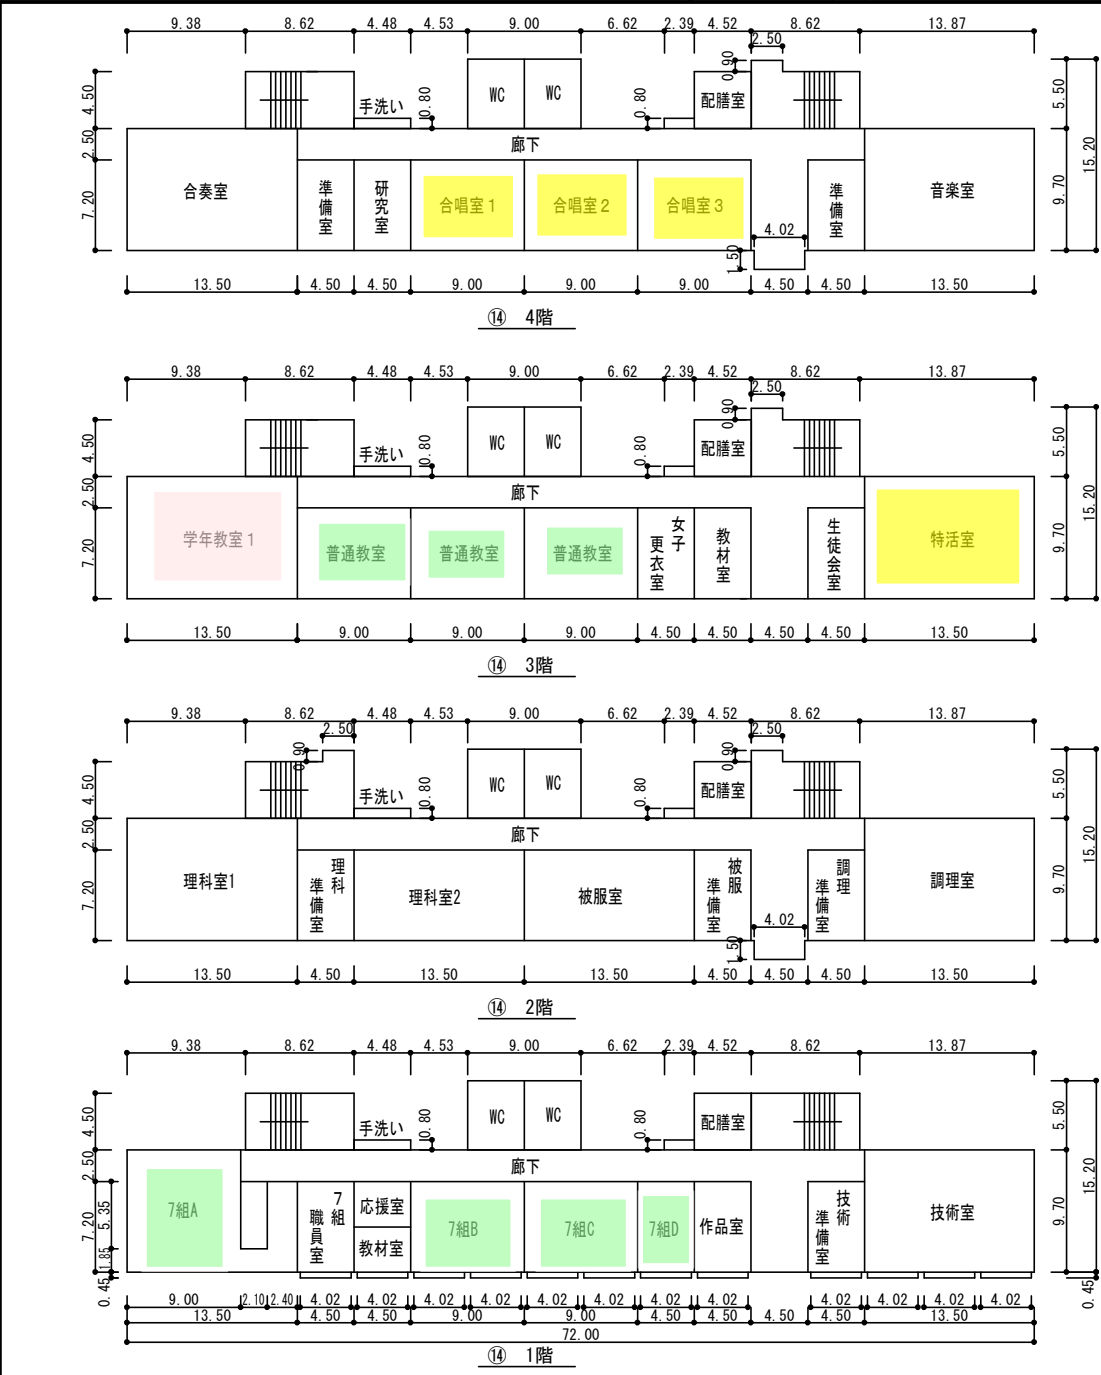 9.38 8.62 4.48 4.53 9.00 6.62 2.39 4.52 8.62 13.87
2.50
0.90
4.50 手洗い 0.80 WC WC 0.80 配膳室 5.50
15.20
2.50 廊下
7.20 合奏室 準備室 研究室 合唱室1 合唱室2 合唱室3 準備室 音楽室 9.70
4.02
1.50
13.50 4.50 4.50 9.00 9.00 9.00 4.50 4.50 13.50
⑭ 4階
9.38 8.62 4.48 4.53 9.00 6.62 2.39 4.52 8.62 13.87
2.50
0.90
4.50 手洗い 0.80 WC WC 0.80 配膳室 5.50
15.20
2.50 廊下
7.20 学年教室1 普通教室 普通教室 普通教室 女子更衣室 教材室 生徒会室 特活室 9.70
13.50 9.00 9.00 9.00 4.50 4.50 4.50 4.50 13.50
⑭ 3階
9.38 8.62 4.48 4.53 9.00 6.62 2.39 4.52 8.62 13.87
2.50 2.50
0.90 0.90
4.50 手洗い 0.80 WC WC 0.80 配膳室 5.50
15.20
2.50 廊下
7.20 理科室1 理科準備室 理科室2 被服室 被服準備室 調理準備室 調理室 9.70
4.02
1.50
13.50 4.50 13.50 13.50 4.50 4.50 4.50 13.50
⑭ 2階
9.38 8.62 4.48 4.53 9.00 6.62 2.39 4.52 8.62 13.87
4.50 手洗い 0.80 WC WC 0.80 配膳室 5.50
15.20
2.50 廊下
7.20 5.35 7組A 7組職員室 応援室 7組B 7組C 7組D 作品室 技術準備室 技術室 9.70
1.85 教材室
0.45 0.45
9.00 2.10 2.40 4.02 4.02 4.02 4.02 4.02 4.02 4.02 4.02 4.02 4.02 4.02 4.02
13.50 4.50 4.50 9.00 9.00 4.50 4.50 4.50 4.50 13.50
72.00
⑭ 1階